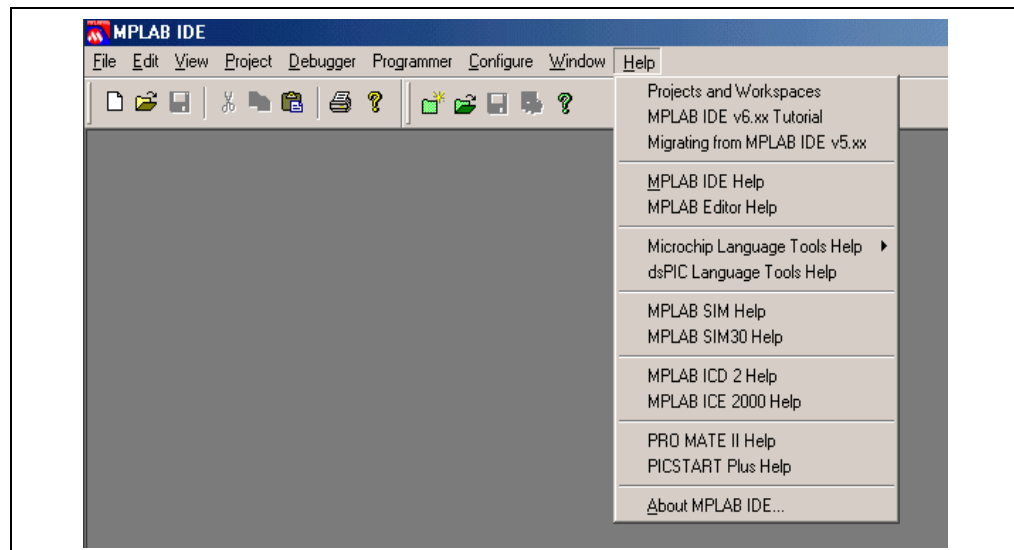 MPLAB IDE
File Edit View Project Debugger Programmer Configure Window Help
Projects and Workspaces
MPLAB IDE v6.xx Tutorial
Migrating from MPLAB IDE v5.xx
MPLAB IDE Help
MPLAB Editor Help
Microchip Language Tools Help
dsPIC Language Tools Help
MPLAB SIM Help
MPLAB SIM30 Help
MPLAB ICD 2 Help
MPLAB ICE 2000 Help
PRO MATE II Help
PICSTART Plus Help
About MPLAB IDE...